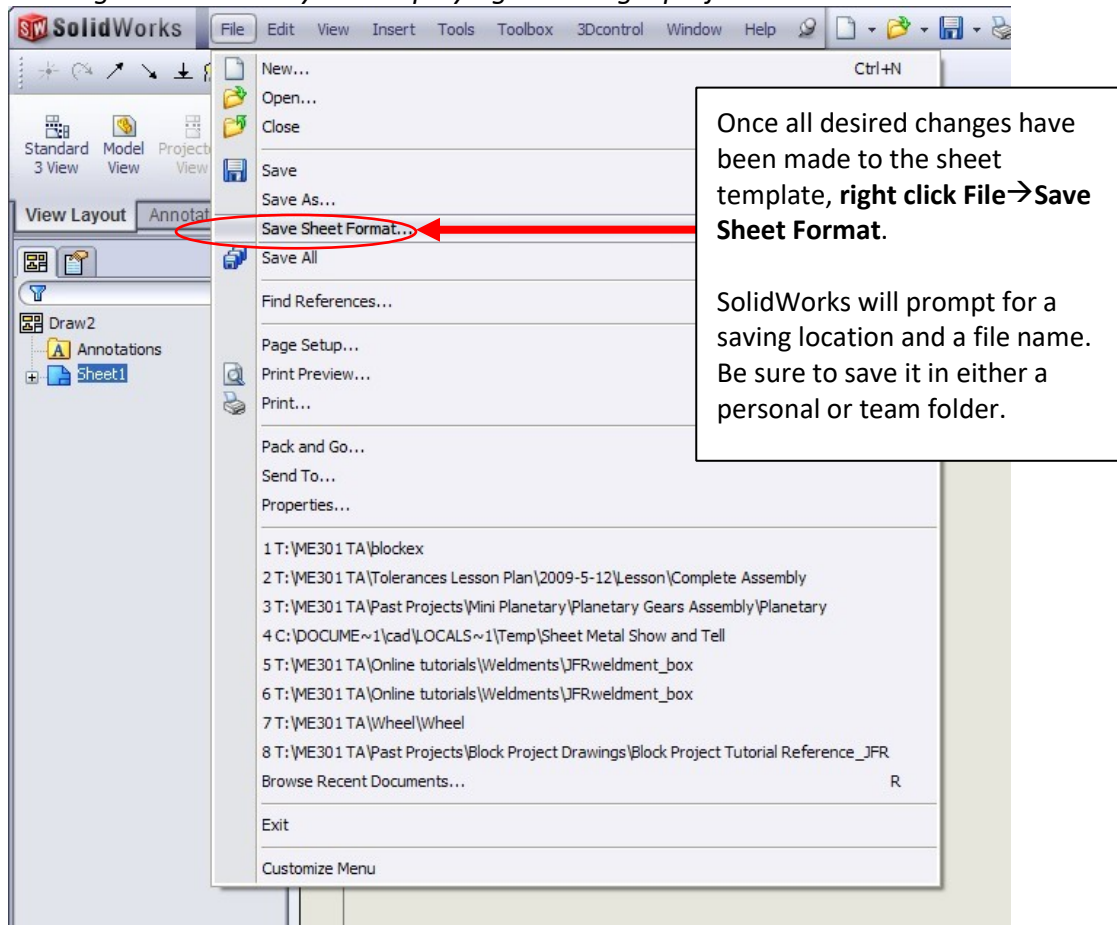 SolidWorks File Edit View Insert Tools Toolbox 3Dcontrol Window Help
New... Ctrl+N
Open...
Close
Save
Save As...
Save Sheet Format...
Save All
Find References...
Page Setup...
Print Preview...
Print...
Pack and Go...
Send To...
Properties...
1 T:\ME301 TA\blockex
2 T:\ME301 TA\Tolerances Lesson Plan\2009-5-12\Lesson\Complete Assembly
3 T:\ME301 TA\Past Projects\Mini Planetary\Planetary Gears Assembly\Planetary
4 C:\DOCUME~1\cad\LOCALS~1\Temp\Sheet Metal Show and Tell
5 T:\ME301 TA\Online tutorials\Weldments\JFRweldment_box
6 T:\ME301 TA\Online tutorials\Weldments\JFRweldment_box
7 T:\ME301 TA\Wheel\Wheel
8 T:\ME301 TA\Past Projects\Block Project Drawings\Block Project Tutorial Reference_JFR
Browse Recent Documents... R
Exit
Customize Menu
Standard Model
3 View View View
View Layout
Draw2
A Annotations
Sheet1
Once all desired changes have
been made to the sheet
template, right click File→Save
Sheet Format.
SolidWorks will prompt for a
saving location and a file name.
Be sure to save it in either a
personal or team folder.